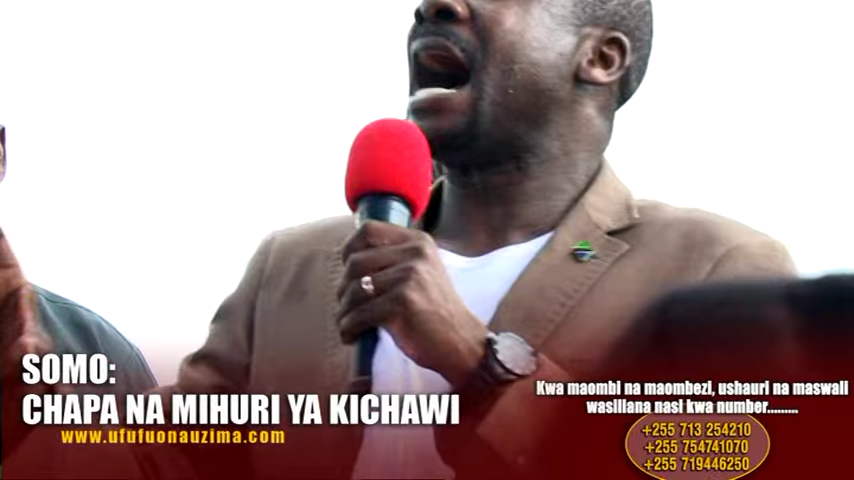 SOMO:
CHAPA NA MIHURI YA KICHAWI
www.ufufuonauzima.com
Kwa maombi na maombezi, ushauri na maswali
wasiliana nasi kwa number.........
+255 713 254210
+255 754741070
+255 719446250